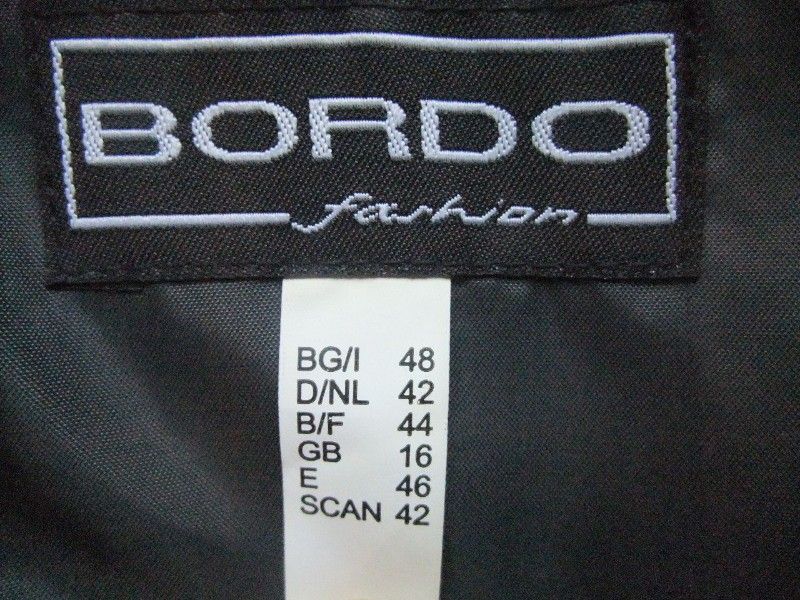 BORDO
fashion
BG/I 48
D/NL 42
B/F 44
GB 16
E 46
SCAN 42